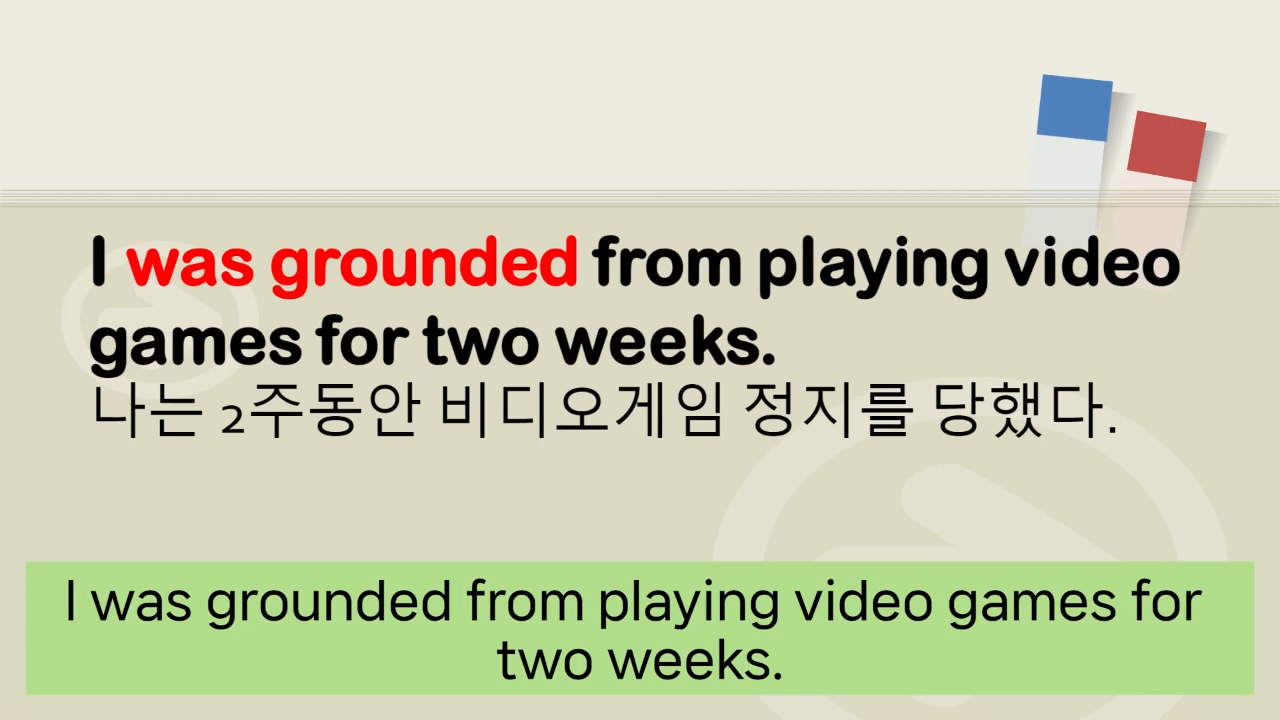 I was grounded from playing video
games for two weeks.
나는 2주동안 비디오게임 정지를 당했다.
I was grounded from playing video games for
two weeks.